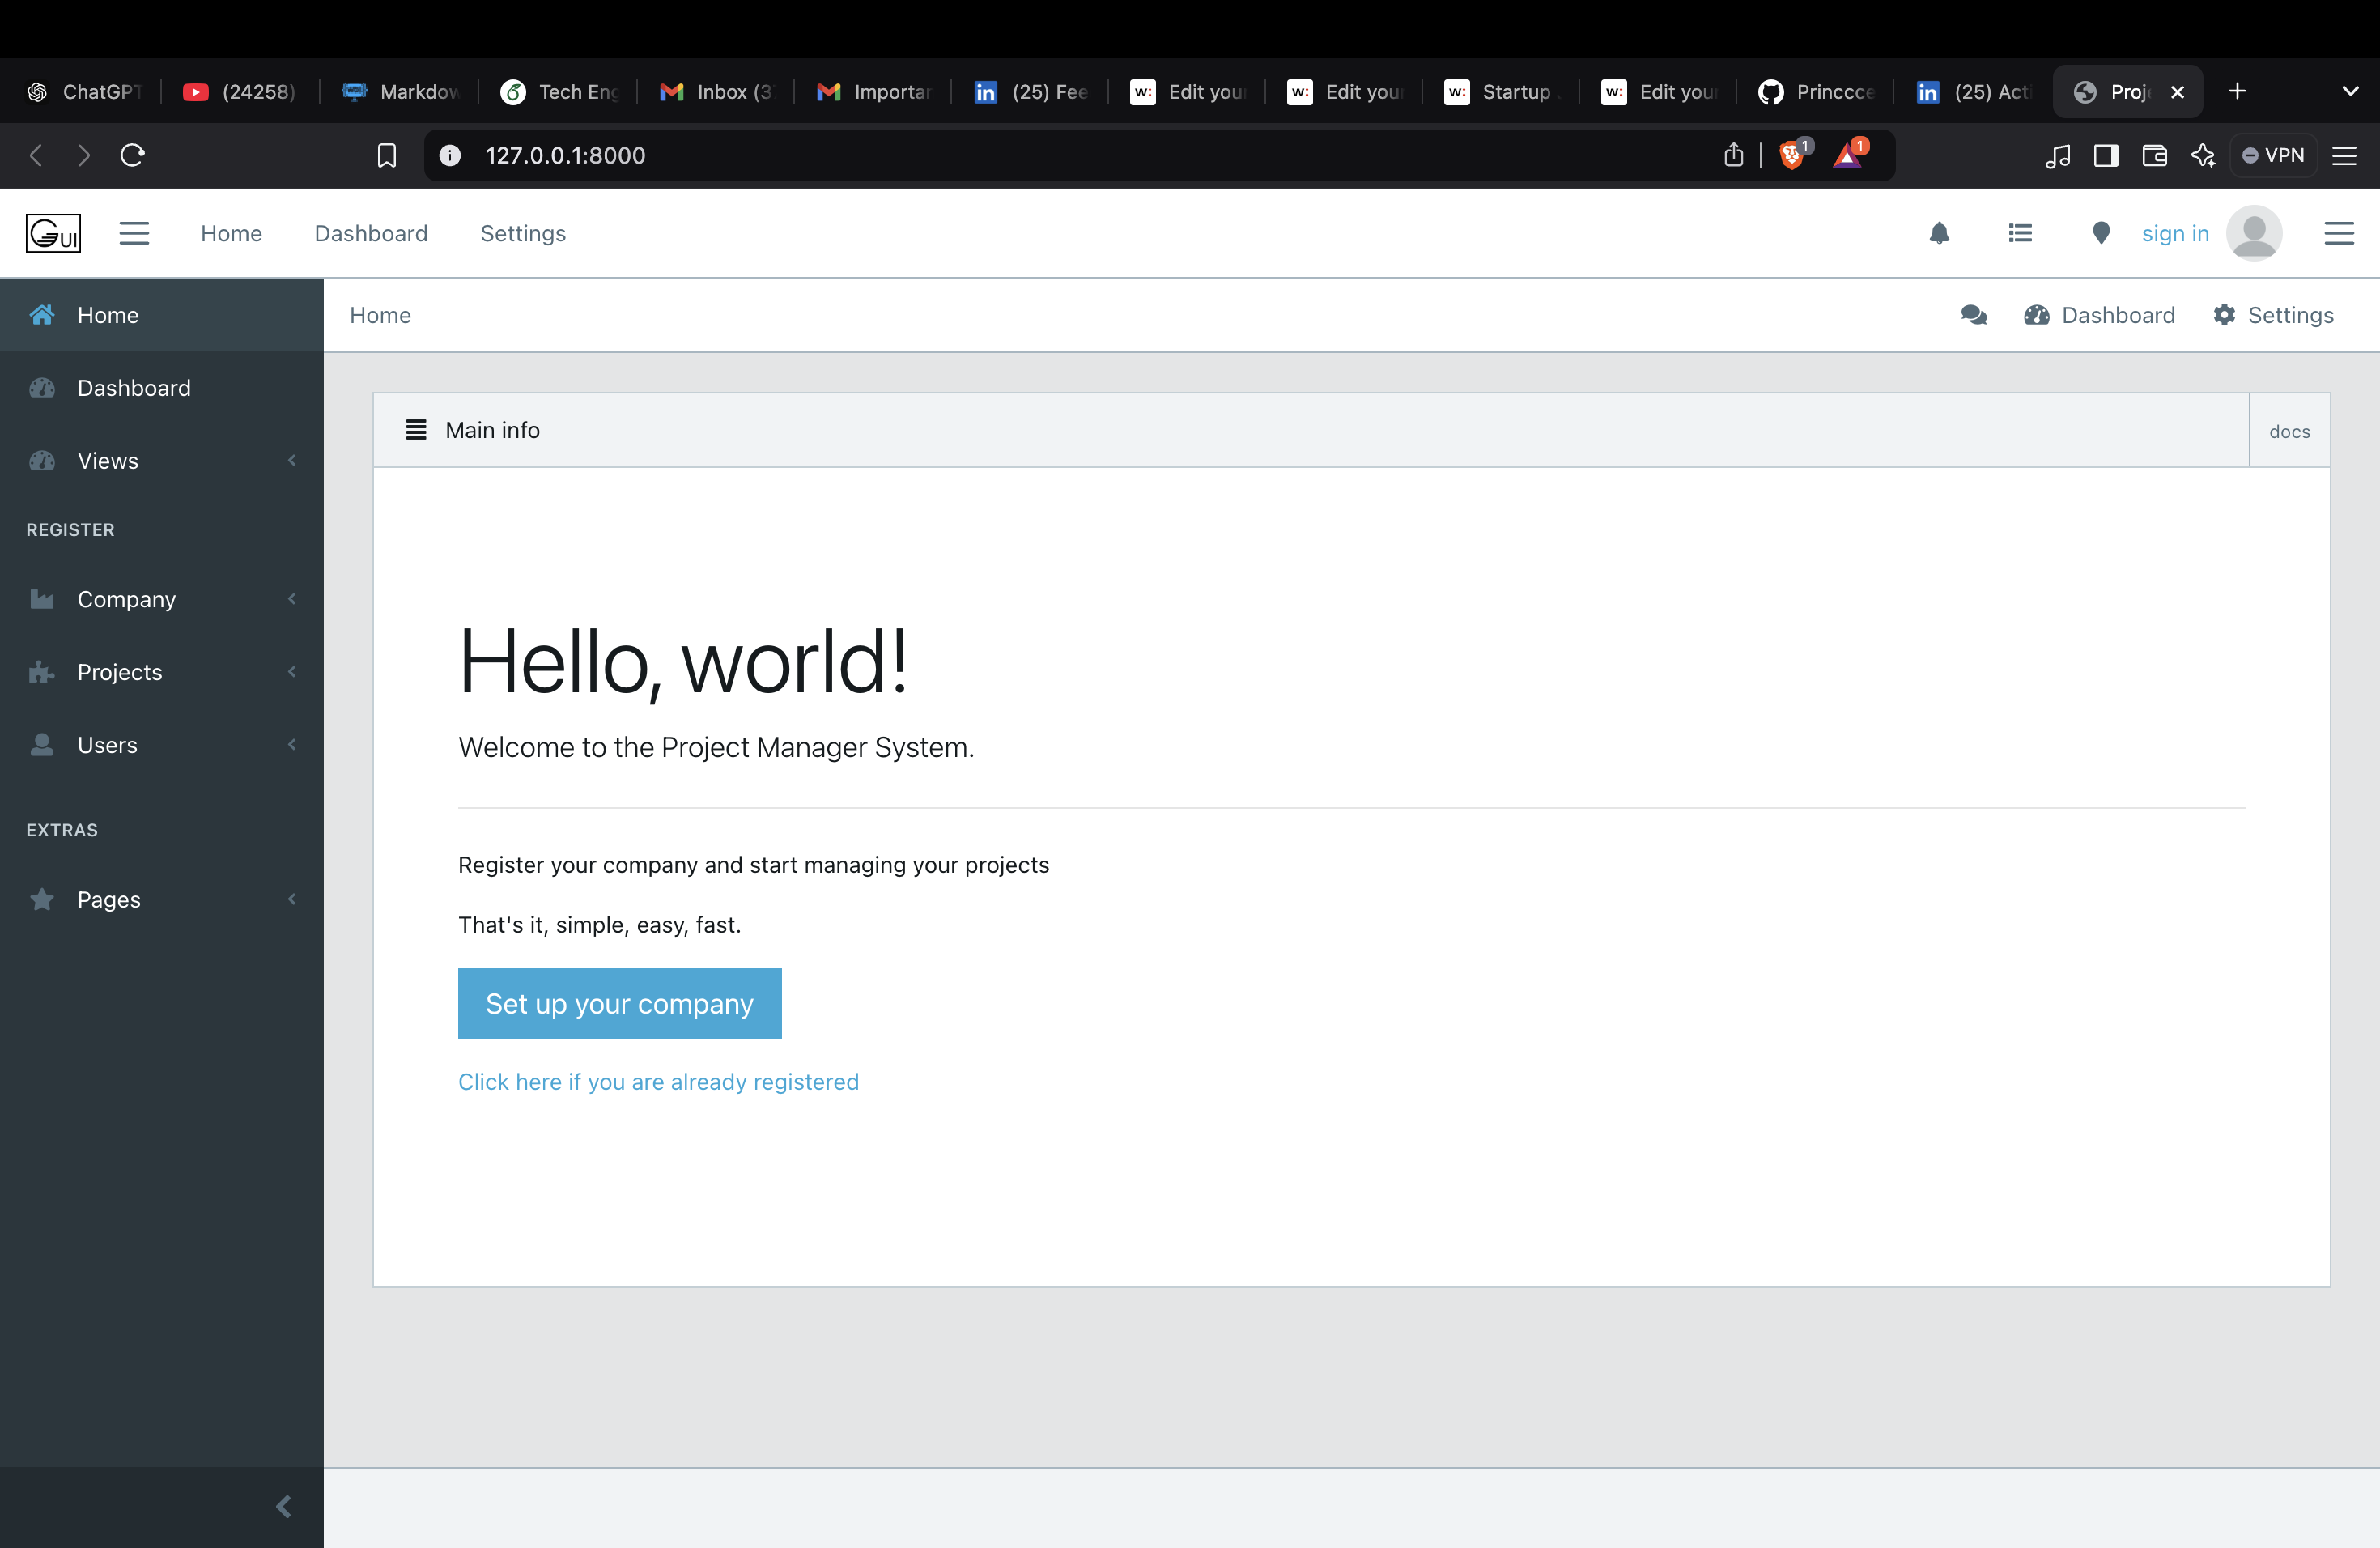 ChatGPT (24258) Markdow Tech Eng Inbox (3 Importar (25) Fee Edit you Edit you Startup Edit you Princcce (25) Act Proj
127.0.0.1:8000 1 1 VPN
GUI Home Dashboard Settings sign in
Home
Dashboard
Views
REGISTER
Company
Projects
Users
EXTRAS
Pages
Home Dashboard Settings
Main info docs
Hello, world!
Welcome to the Project Manager System.
Register your company and start managing your projects
That's it, simple, easy, fast.
Set up your company
Click here if you are already registered